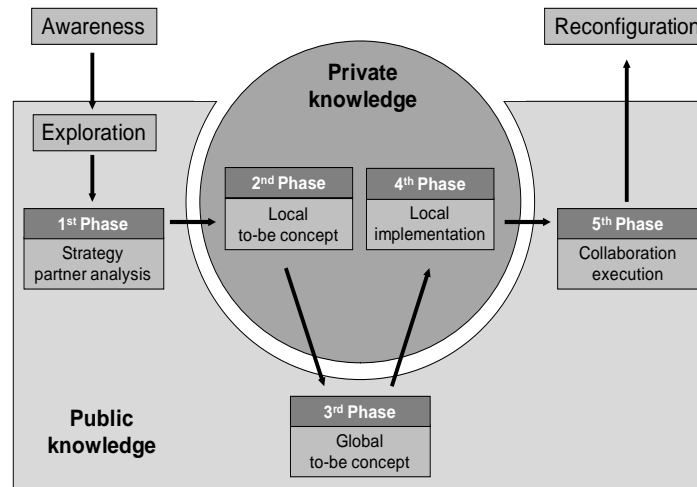 Awareness
Reconfiguration
Private
knowledge
Exploration
2nd Phase
Local
to-be concept
4th Phase
Local
implementation
1st Phase
Strategy
partner analysis
5th Phase
Collaboration
execution
3rd Phase
Global
to-be concept
Public
knowledge